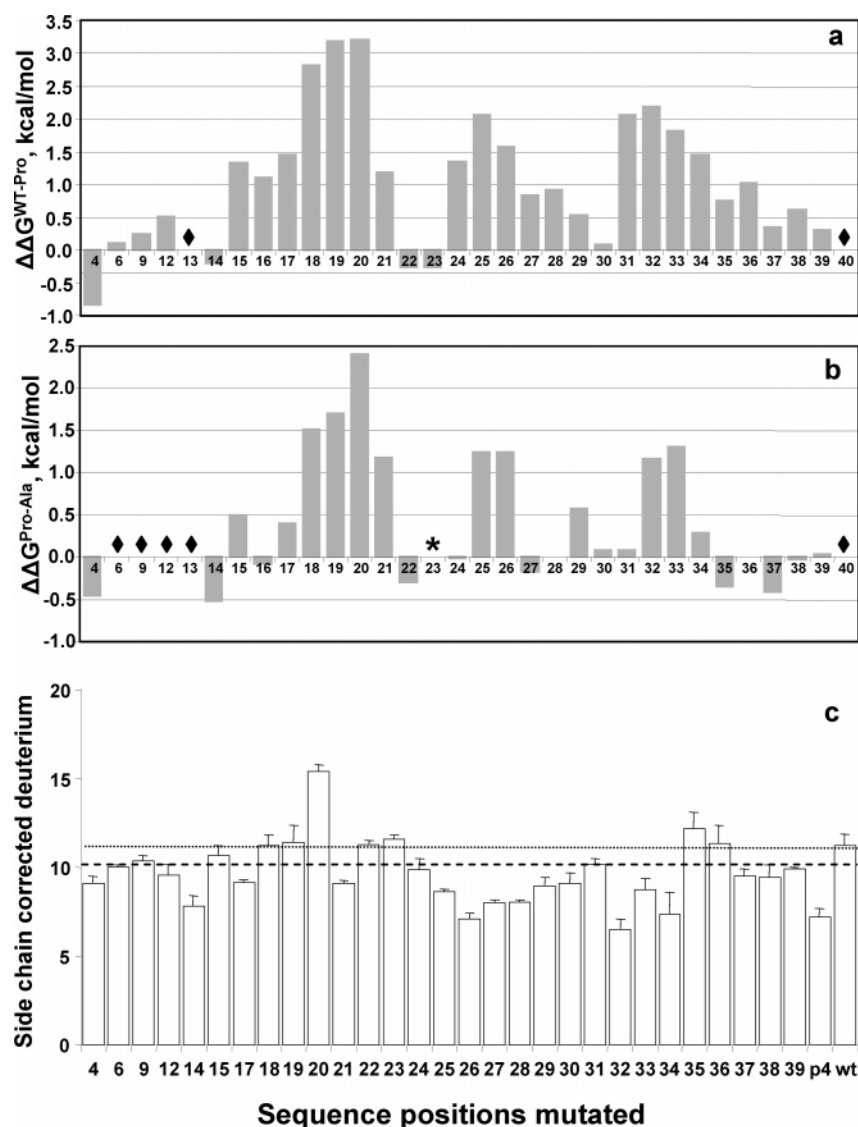 a
ΔΔG^WT-Pro, kcal/mol
3.5
3.0
2.5
2.0
1.5
1.0
0.5
0.0
-0.5
-1.0
4 6 9 12 13 14 15 16 17 18 19 20 21 22 23 24 25 26 27 28 29 30 31 32 33 34 35 36 37 38 39 40
b
ΔΔG^Pro-Ala, kcal/mol
2.5
2.0
1.5
1.0
0.5
0.0
-0.5
-1.0
*
4 6 9 12 13 14 15 16 17 18 19 20 21 22 23 24 25 26 27 28 29 30 31 32 33 34 35 36 37 38 39 40
c
Side chain corrected deuterium
20
15
10
5
0
4 6 9 12 14 15 17 18 19 20 21 22 23 24 25 26 27 28 29 30 31 32 33 34 35 36 37 38 39 p4 wt
Sequence positions mutated